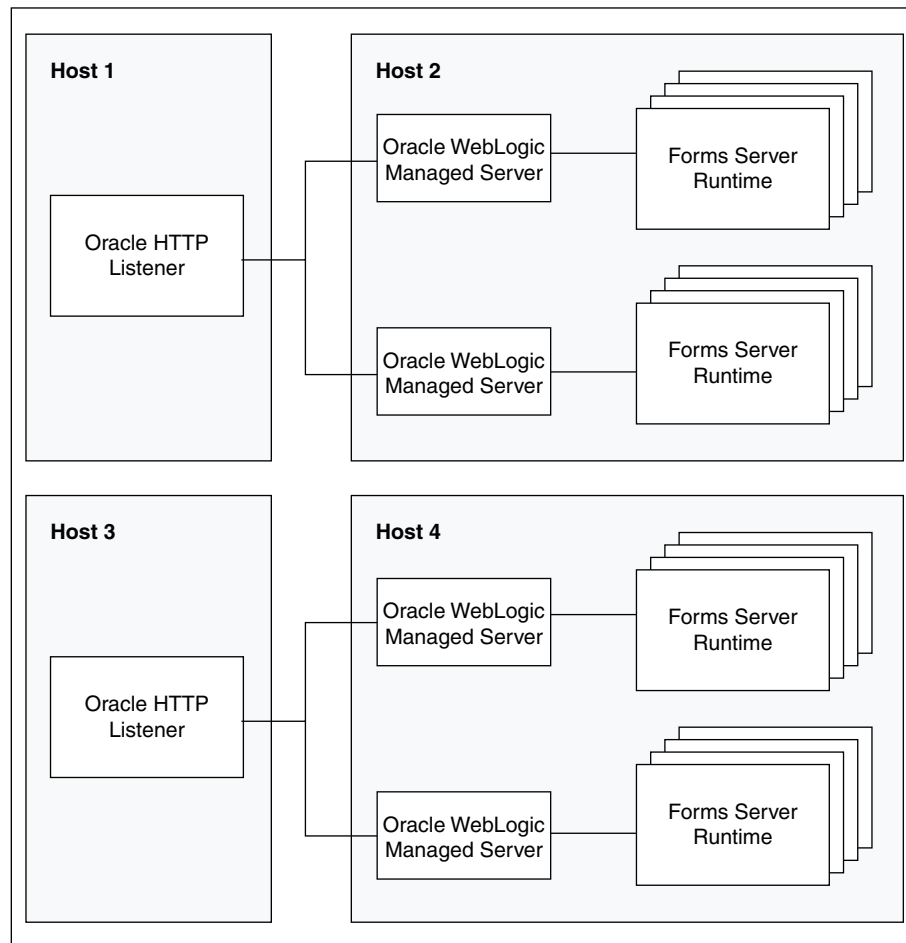 Host 1
Oracle HTTP
Listener
Host 2
Oracle WebLogic
Managed Server
Forms Server
Runtime
Oracle WebLogic
Managed Server
Forms Server
Runtime
Host 3
Oracle HTTP
Listener
Host 4
Oracle WebLogic
Managed Server
Forms Server
Runtime
Oracle WebLogic
Managed Server
Forms Server
Runtime